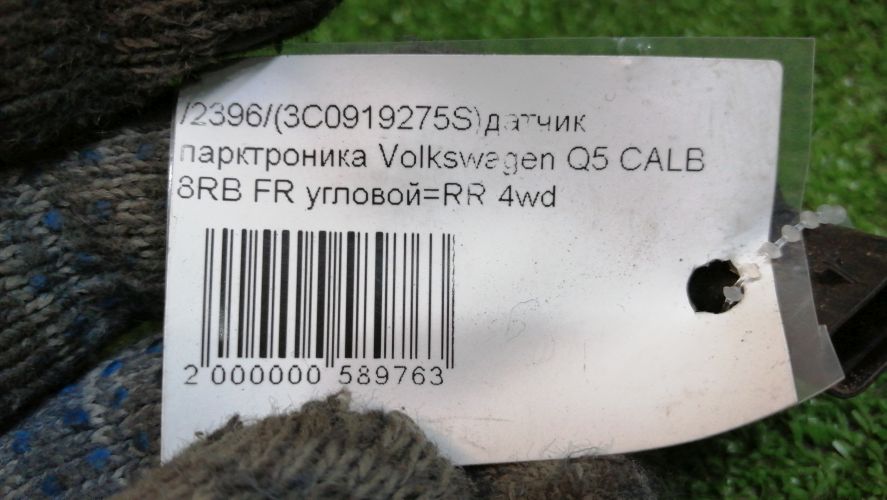 /2396/(3C0919275S)датчик
парктроника Volkswagen Q5 CALB
8RB FR угловой=RR 4wd
2 000000 589763